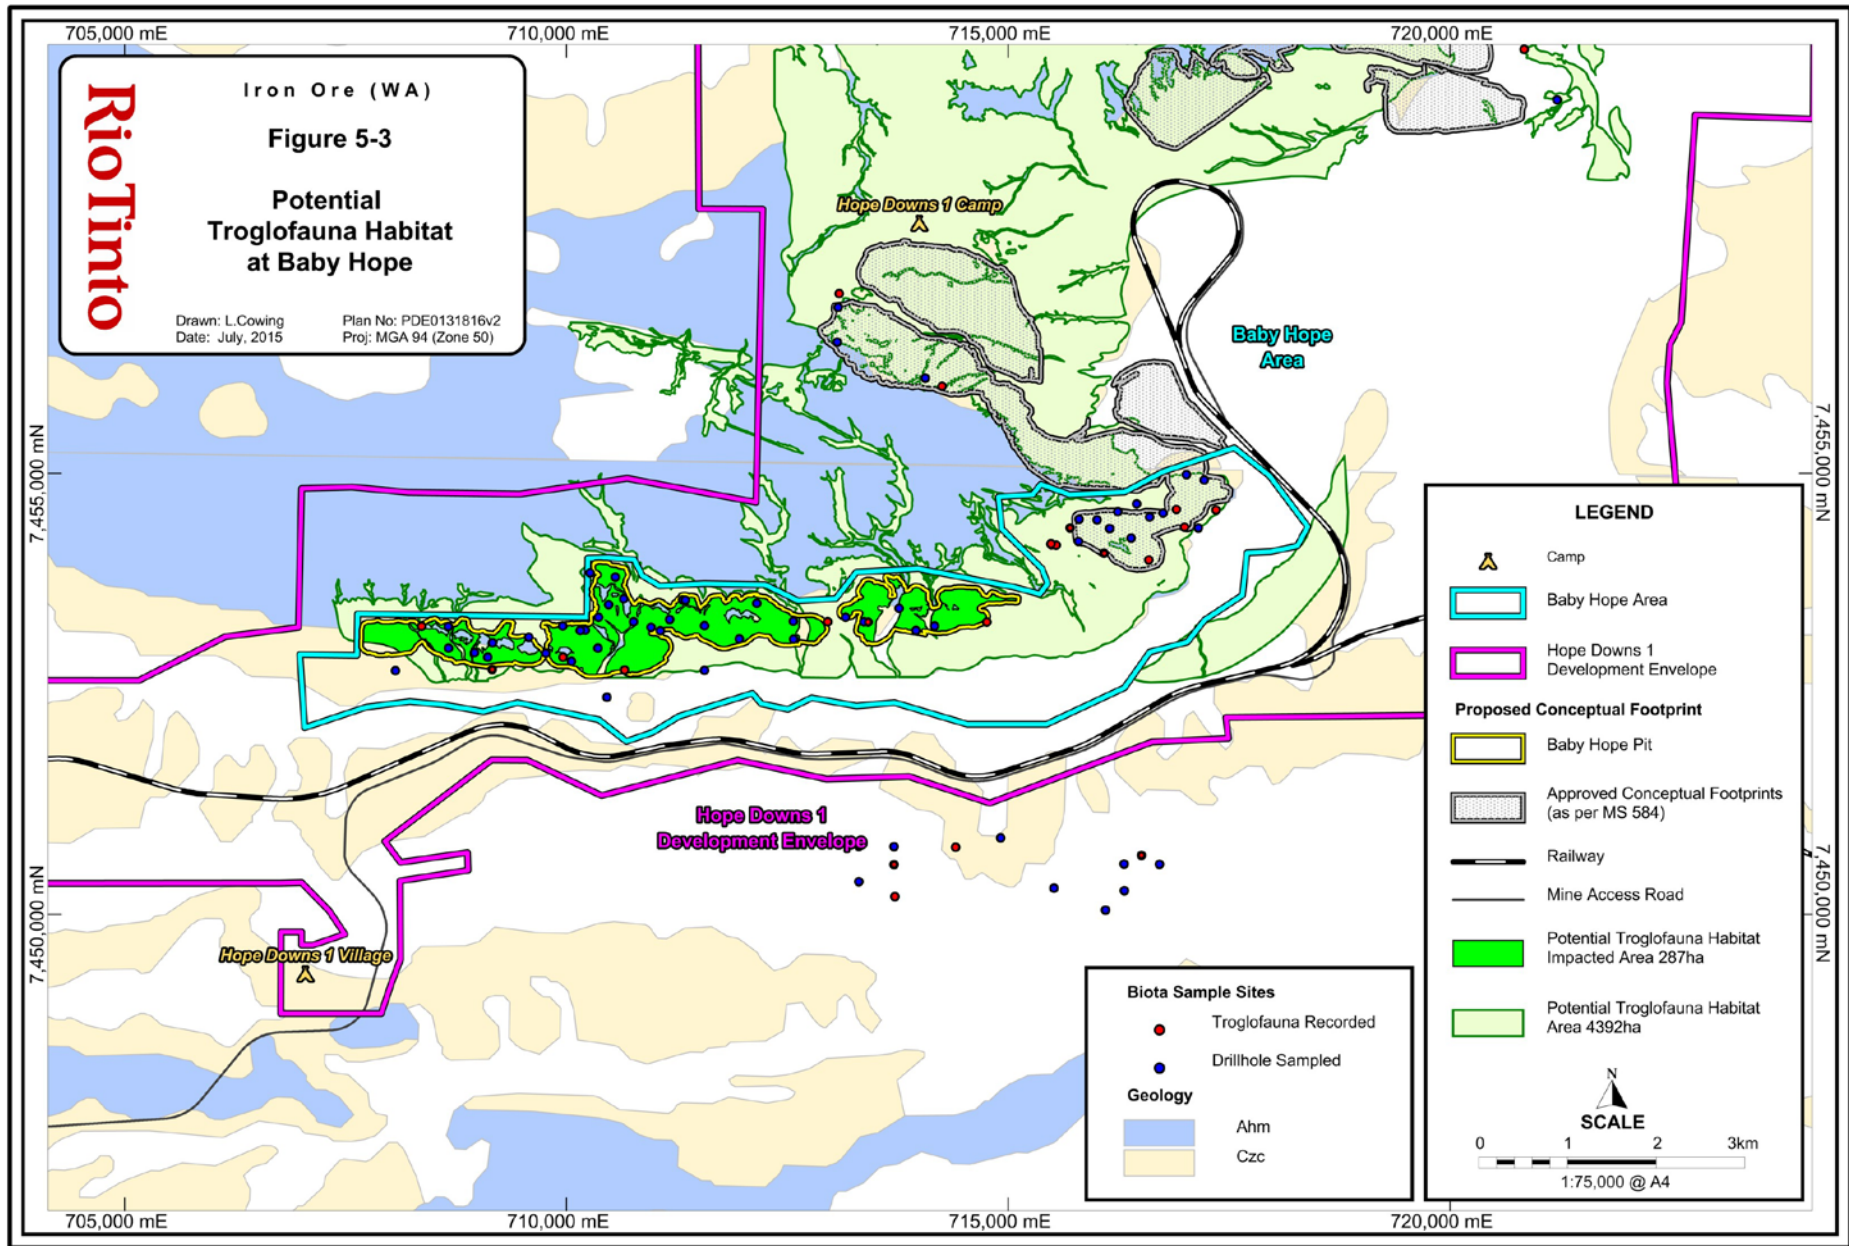 705,000 mE
710,000 mE
715,000 mE
720,000 mE
RioTinto
Iron Ore (WA)
Figure 5-3
Potential
Troglofauna Habitat
at Baby Hope
Drawn: L.Cowing
Date: July, 2015
Plan No: PDE0131816v2
Proj: MGA 94 (Zone 50)
Hope Downs 1 Camp
Baby Hope
Area
7,455,000 mN
7,455,000 mN
Hope Downs 1
Development Envelope
7,450,000 mN
7,450,000 mN
Hope Downs 1 Village
LEGEND
Camp
Baby Hope Area
Hope Downs 1
Development Envelope
Proposed Conceptual Footprint
Baby Hope Pit
Approved Conceptual Footprints
(as per MS 584)
Railway
Mine Access Road
Potential Troglofauna Habitat
Impacted Area 287ha
Potential Troglofauna Habitat
Area 4392ha
N
SCALE
0 1 2 3km
1:75,000 @ A4
Biota Sample Sites
Troglofauna Recorded
Drillhole Sampled
Geology
Ahm
Czc
705,000 mE
710,000 mE
715,000 mE
720,000 mE